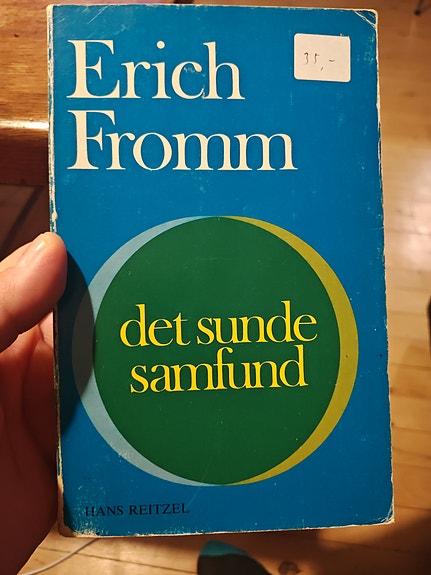 Erich
Fromm
35,-
det sunde
samfund
HANS REITZEL